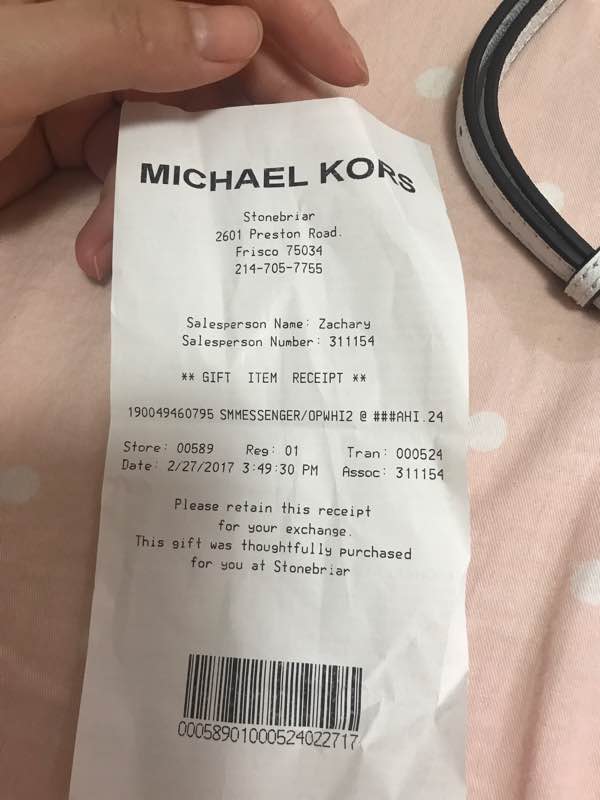 MICHAEL KORS
Stonebriar
2601 Preston Road.
Frisco 75034
214-705-7755
Salesperson Name: Zachary
Salesperson Number: 311154
** GIFT ITEM RECEIPT **
190049460795 SMMESSENGER/OPWHI2 @ ###AHI.24
Store: 00589 Reg: 01 Tran: 000524
Date: 2/27/2017 3:49:30 PM Assoc: 311154
Please retain this receipt
for your exchange.
This gift was thoughtfully purchased
for you at Stonebriar
00058901000524022717